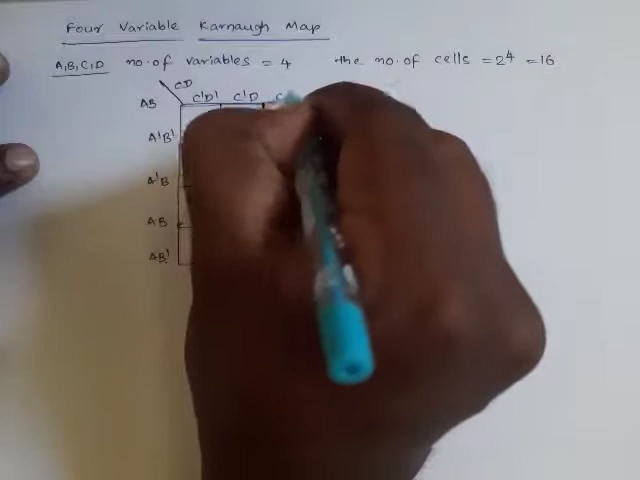 Four Variable Karnaugh Map
A,B,C,D no. of variables = 4 the no. of cells = 2⁴ = 16
CD
AB C'D' C'D C
A'B'
A'B
AB
AB'